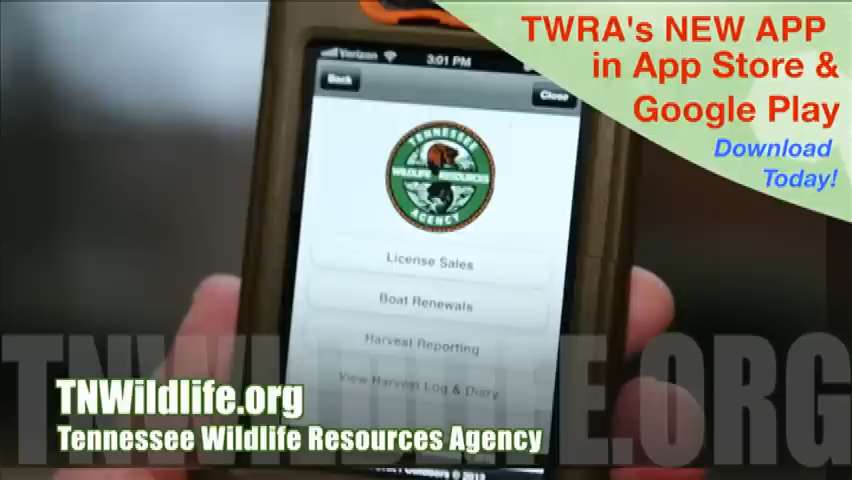 TWRA's NEW APP
in App Store &
Google Play
Download
Today!
Verizon
3:01 PM
Back
Close
TENNESSEE
WILDLIFE RESOURCES
AGENCY
License Sales
Boat Renewals
Harvest Reporting
View Harvest Log & Diary
TNWILDLIFE.ORG
TNWildlife.org
Tennessee Wildlife Resources Agency
Outdoors © 2013